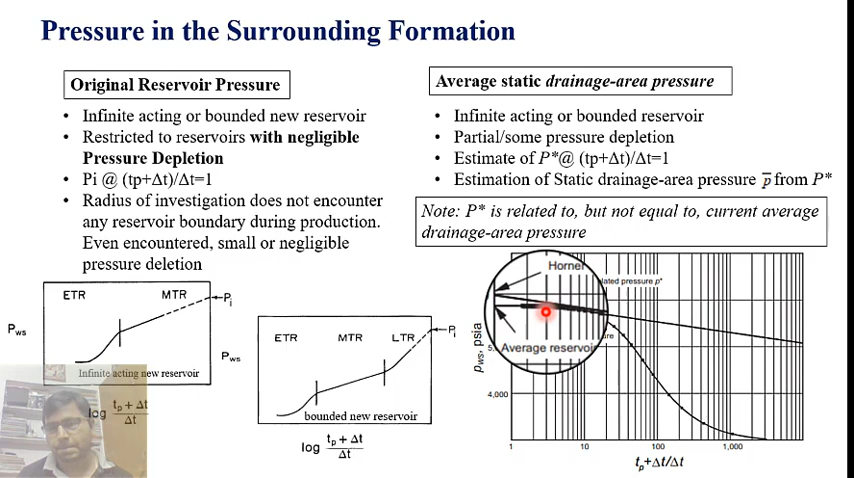 Pressure in the Surrounding Formation
Original Reservoir Pressure
• Infinite acting or bounded new reservoir
• Restricted to reservoirs with negligible
Pressure Depletion
• Pi @ (tp+Δt)/Δt=1
• Radius of investigation does not encounter
any reservoir boundary during production.
Even encountered, small or negligible
pressure deletion
Average static drainage-area pressure
• Infinite acting or bounded reservoir
• Partial/some pressure depletion
• Estimate of P*@ (tp+Δt)/Δt=1
• Estimation of Static drainage-area pressure p̅ from P*
Note: P* is related to, but not equal to, current average
drainage-area pressure
ETR MTR Pi
Pws
Infinite acting new reservoir
log tp + Δt
Δt
ETR MTR LTR Pi
Pws
bounded new reservoir
log tp + Δt
Δt
Horner
lated pressure p*
Average reservoi
ure
pws, psia
5,
4,000
1 10 100 1,000
tp+Δt/Δt